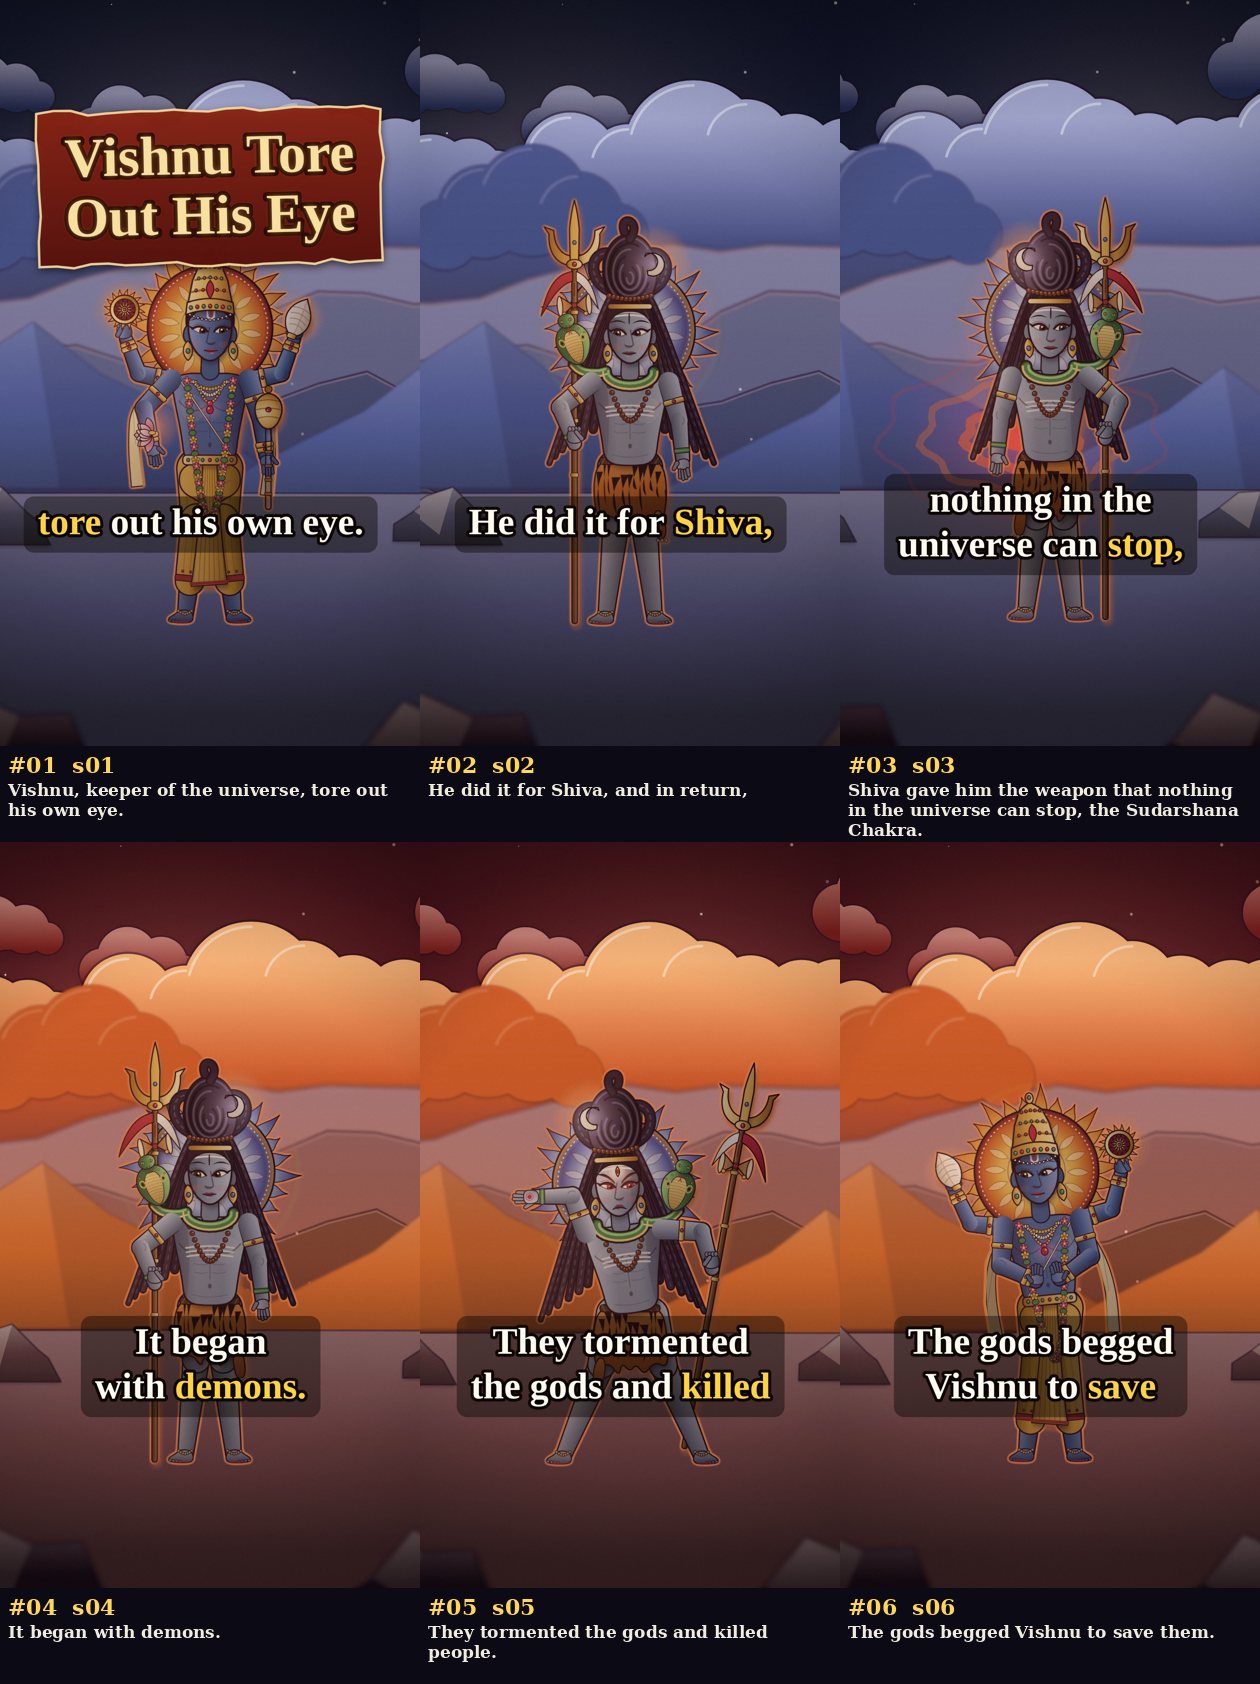 Vishnu Tore
Out His Eye
tore out his own eye.
#01 s01
Vishnu, keeper of the universe, tore out
his own eye.
He did it for Shiva,
#02 s02
He did it for Shiva, and in return,
nothing in the
universe can stop,
#03 s03
Shiva gave him the weapon that nothing
in the universe can stop, the Sudarshana
Chakra.
It began
with demons.
#04 s04
It began with demons.
They tormented
the gods and killed
#05 s05
They tormented the gods and killed
people.
The gods begged
Vishnu to save
#06 s06
The gods begged Vishnu to save them.